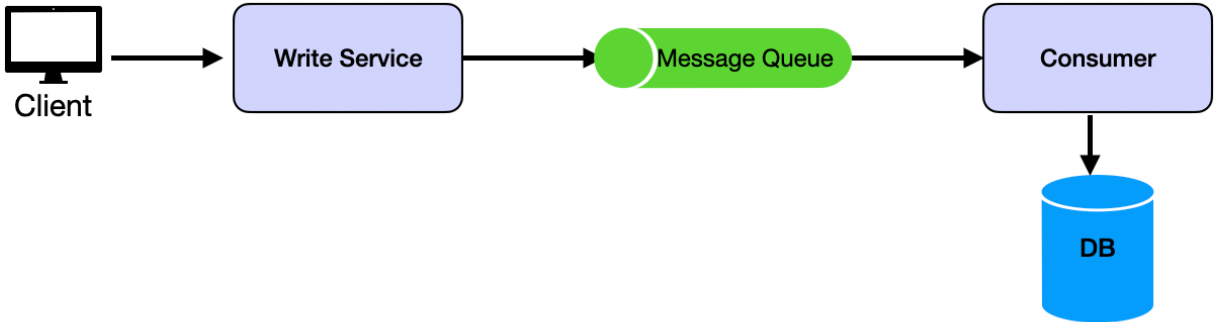 Client
Write Service
Message Queue
Consumer
DB